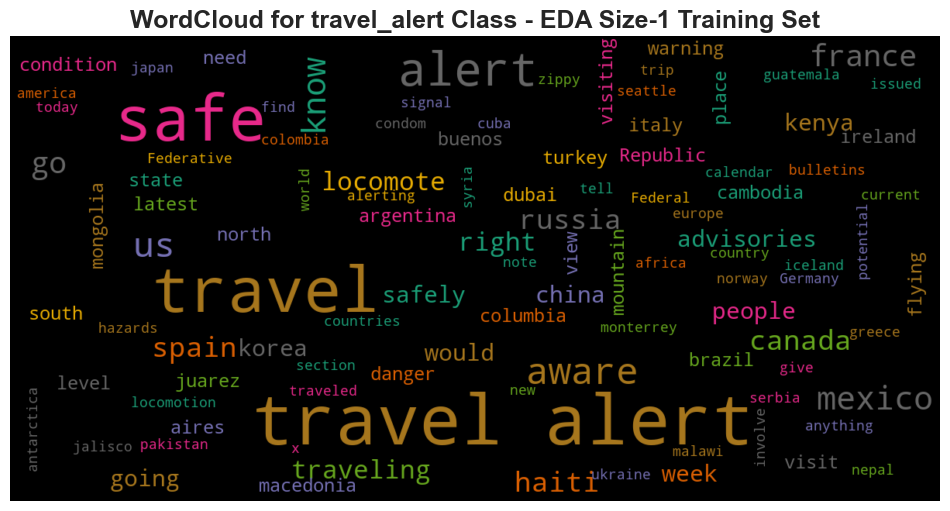 WordCloud for travel_alert Class - EDA Size-1 Training Set
condition
japan
need
know
alert
zippy
visiting
warning
trip
seattle
place
france
guatemala
issued
america
today
safe
find
colombia
signal
condom
cuba
buenos
italy
kenya
ireland
go
Federative
state
latest
mongolia
world
locomote
alerting
argentina
syria
turkey
Republic
dubai
tell
Federal
calendar
bulletins
cambodia
current
us
north
right
note
russia
view
europe
mountain
advisories
country
africa
norway
iceland
Germany
potential
flying
travel
safely
china
south
hazards
countries
columbia
monterrey
people
canada
greece
spain
korea
section
would
danger
aware
brazil
give
level
juarez
traveled
new
serbia
mexico
antarctica
locomotion
aires
travel alert
involve
anything
jalisco
pakistan
x
malawi
going
macedonia
traveling
haiti
ukraine
week
visit
nepal